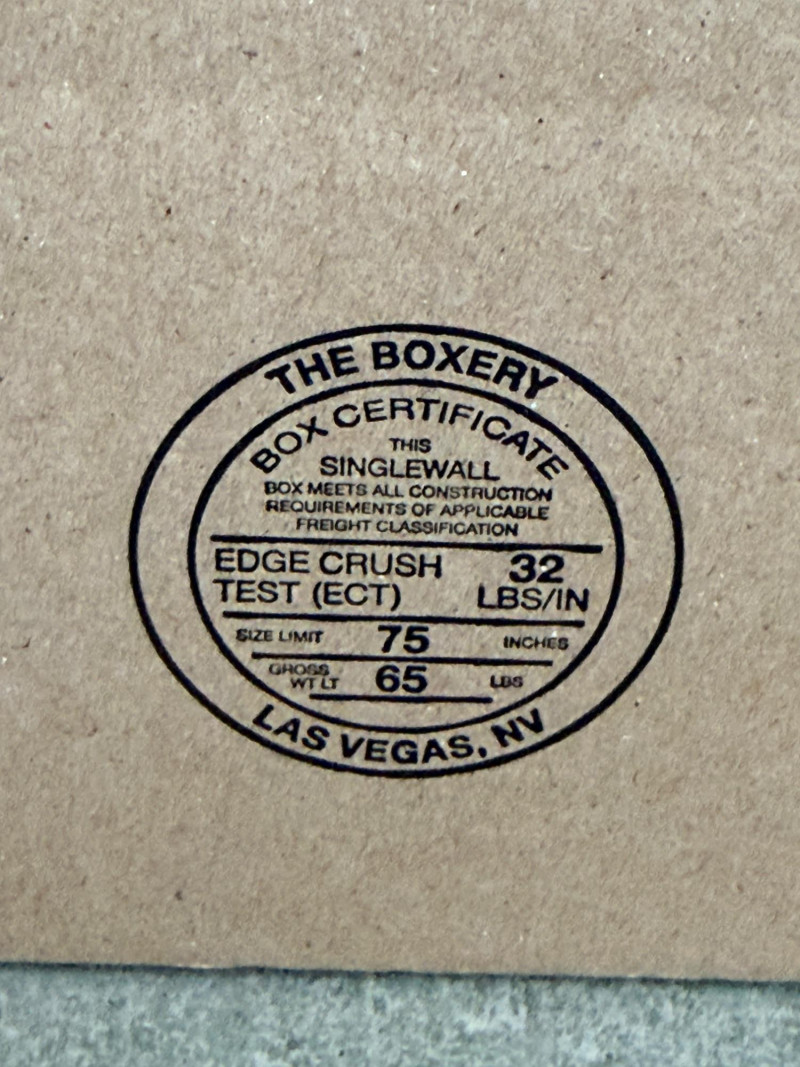 THE BOXERY
BOX CERTIFICATE
THIS
SINGLEWALL
BOX MEETS ALL CONSTRUCTION
REQUIREMENTS OF APPLICABLE
FREIGHT CLASSIFICATION
EDGE CRUSH 32
TEST (ECT) LBS/IN
SIZE LIMIT 75 INCHES
GROSS
WT LT 65 LBS
LAS VEGAS, NV